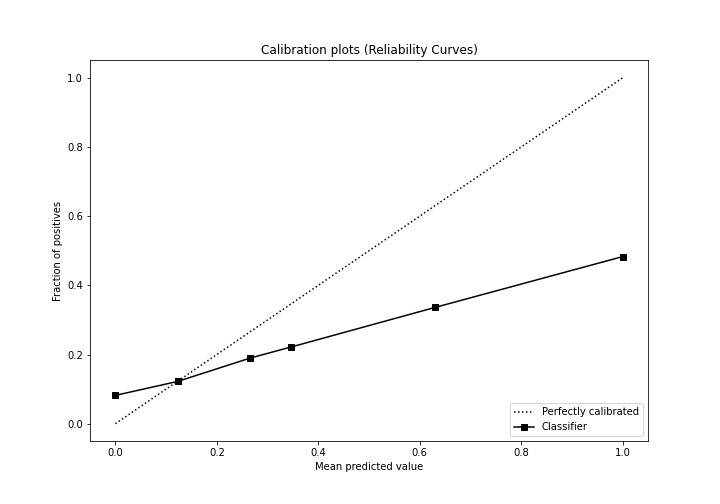 Calibration plots (Reliability Curves)
1.0
0.8
0.6
0.4
0.2
0.0
Fraction of positives
Perfectly calibrated
Classifier
0.0 0.2 0.4 0.6 0.8 1.0
Mean predicted value